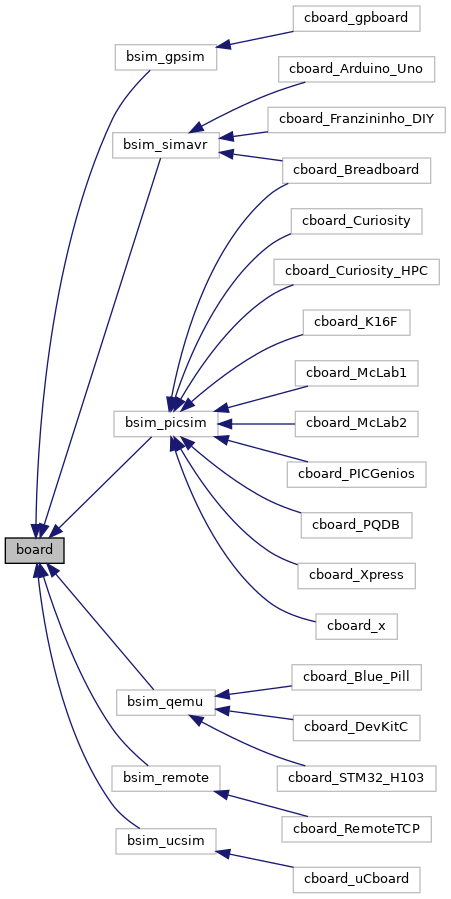 cboard_gpboard
bsim_gpsim
cboard_Arduino_Uno
cboard_Franzininho_DIY
bsim_simavr
cboard_Breadboard
cboard_Curiosity
cboard_Curiosity_HPC
cboard_K16F
cboard_McLab1
bsim_picsim
cboard_McLab2
cboard_PICGenios
cboard_PQDB
board
cboard_Xpress
cboard_x
cboard_Blue_Pill
bsim_qemu
cboard_DevKitC
bsim_remote
cboard_STM32_H103
cboard_RemoteTCP
bsim_ucsim
cboard_uCboard